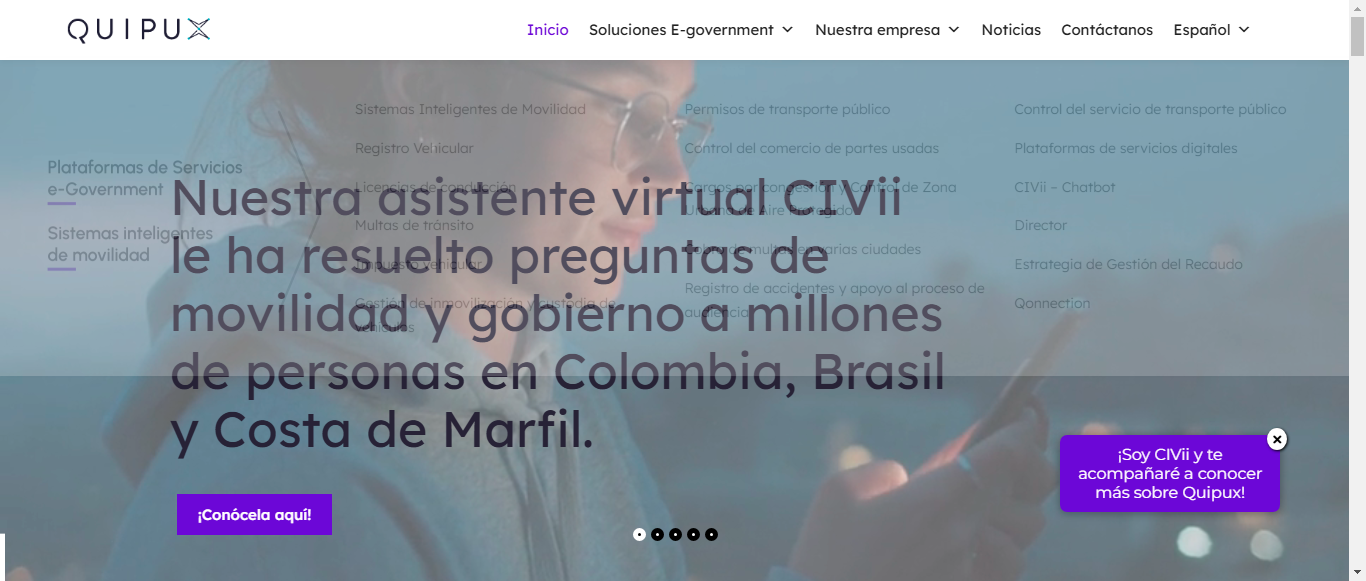 QUIPUX
Inicio
Soluciones E-government
Nuestra empresa
Noticias
Contáctanos
Español
Plataformas de Servicios
e-Government
Sistemas inteligentes
de movilidad
Sistemas Inteligentes de Movilidad
Registro Vehicular
Licencias de conducción
Multas de tránsito
Impuesto vehicular
Gestión de inmovilización y custodia de
vehículos
Permisos de transporte público
Control del comercio de partes usadas
Cargos por congestión y Control de Zona
Urbana de Aire Protegido
Cobro de multas en varias ciudades
Registro de accidentes y apoyo al proceso de
audiencia
Control del servicio de transporte público
Plataformas de servicios digitales
CIVii – Chatbot
Director
Estrategia de Gestión del Recaudo
Qonnection
Nuestra asistente virtual CIVii
le ha resuelto preguntas de
movilidad y gobierno a millones
de personas en Colombia, Brasil
y Costa de Marfil.
¡Conócela aquí!
¡Soy CIVii y te
acompañaré a conocer
más sobre Quipux!